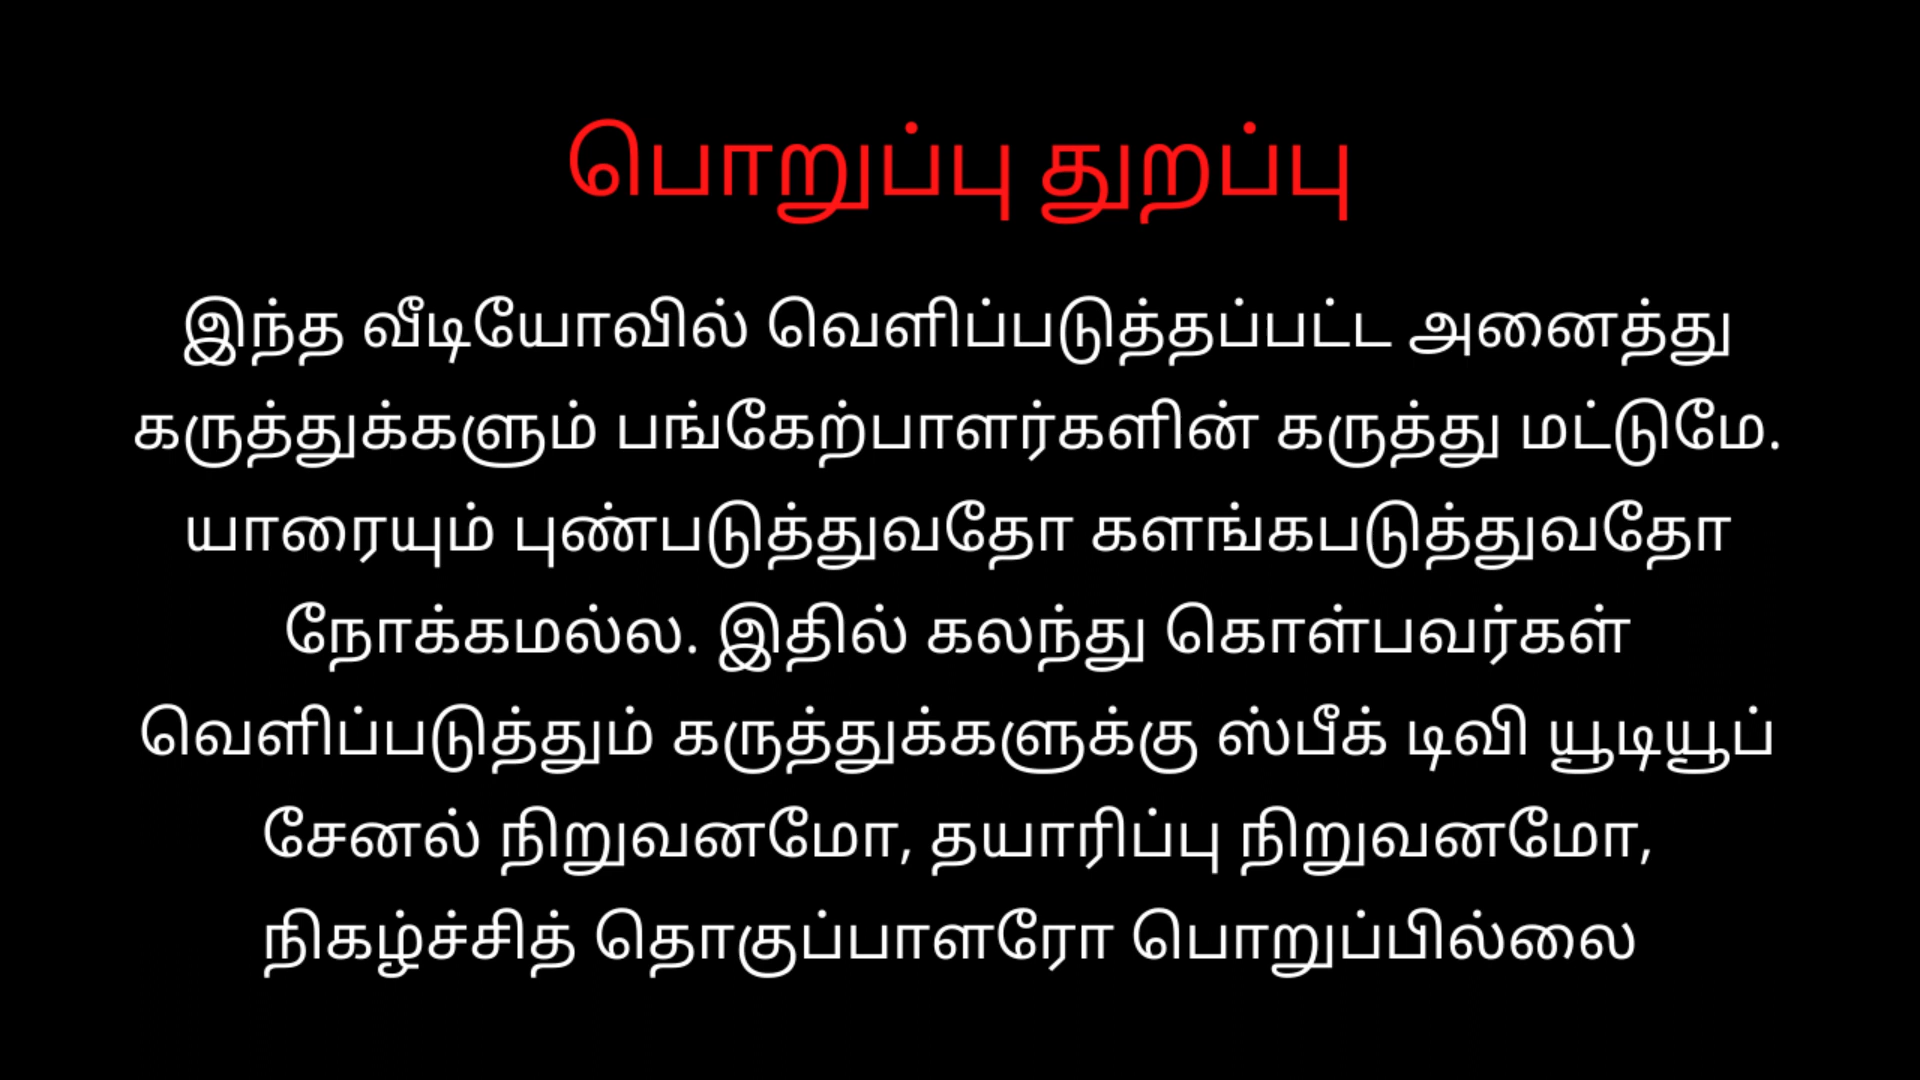 பொறுப்பு துறப்பு
இந்த வீடியோவில் வெளிப்படுத்தப்பட்ட அனைத்து
கருத்துக்களும் பங்கேற்பாளர்களின் கருத்து மட்டுமே.
யாரையும் புண்படுத்துவதோ களங்கபடுத்துவதோ
நோக்கமல்ல. இதில் கலந்து கொள்பவர்கள்
வெளிப்படுத்தும் கருத்துக்களுக்கு ஸ்பீக் டிவி யூடியூப்
சேனல் நிறுவனமோ, தயாரிப்பு நிறுவனமோ,
நிகழ்ச்சித் தொகுப்பாளரோ பொறுப்பில்லை